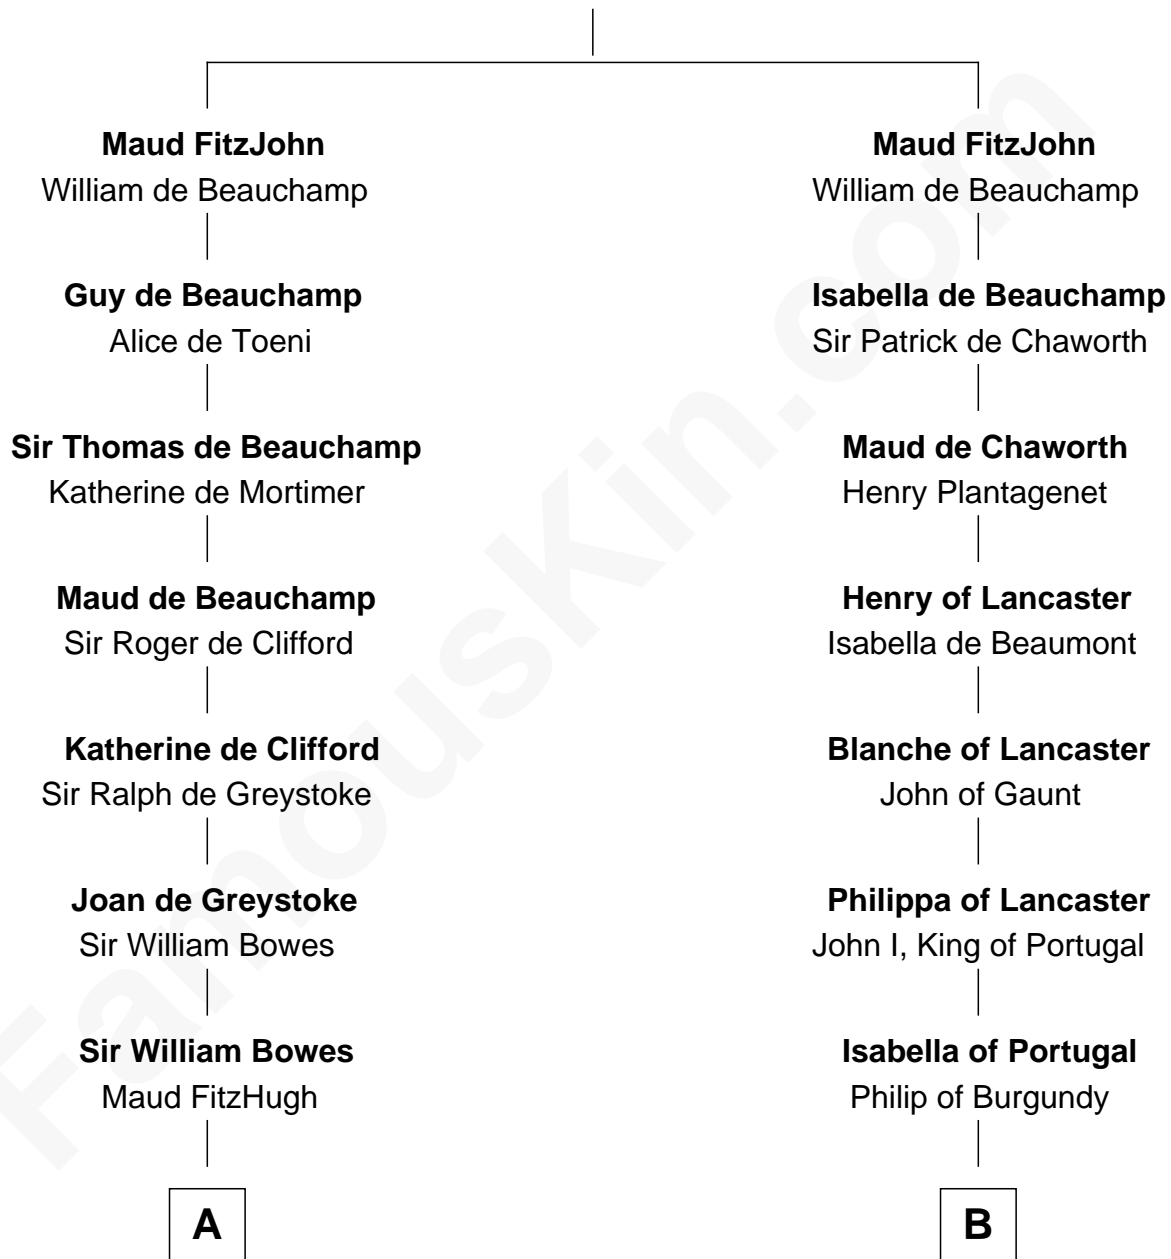 Maud FitzJohn
William de Beauchamp
Guy de Beauchamp
Alice de Toeni
Sir Thomas de Beauchamp
Katherine de Mortimer
Maud de Beauchamp
Sir Roger de Clifford
Katherine de Clifford
Sir Ralph de Greystoke
Joan de Greystoke
Sir William Bowes
Sir William Bowes
Maud FitzHugh
A
Maud FitzJohn
William de Beauchamp
Isabella de Beauchamp
Sir Patrick de Chaworth
Maud de Chaworth
Henry Plantagenet
Henry of Lancaster
Isabella de Beaumont
Blanche of Lancaster
John of Gaunt
Philippa of Lancaster
John I, King of Portugal
Isabella of Portugal
Philip of Burgundy
B
FamousKin.com